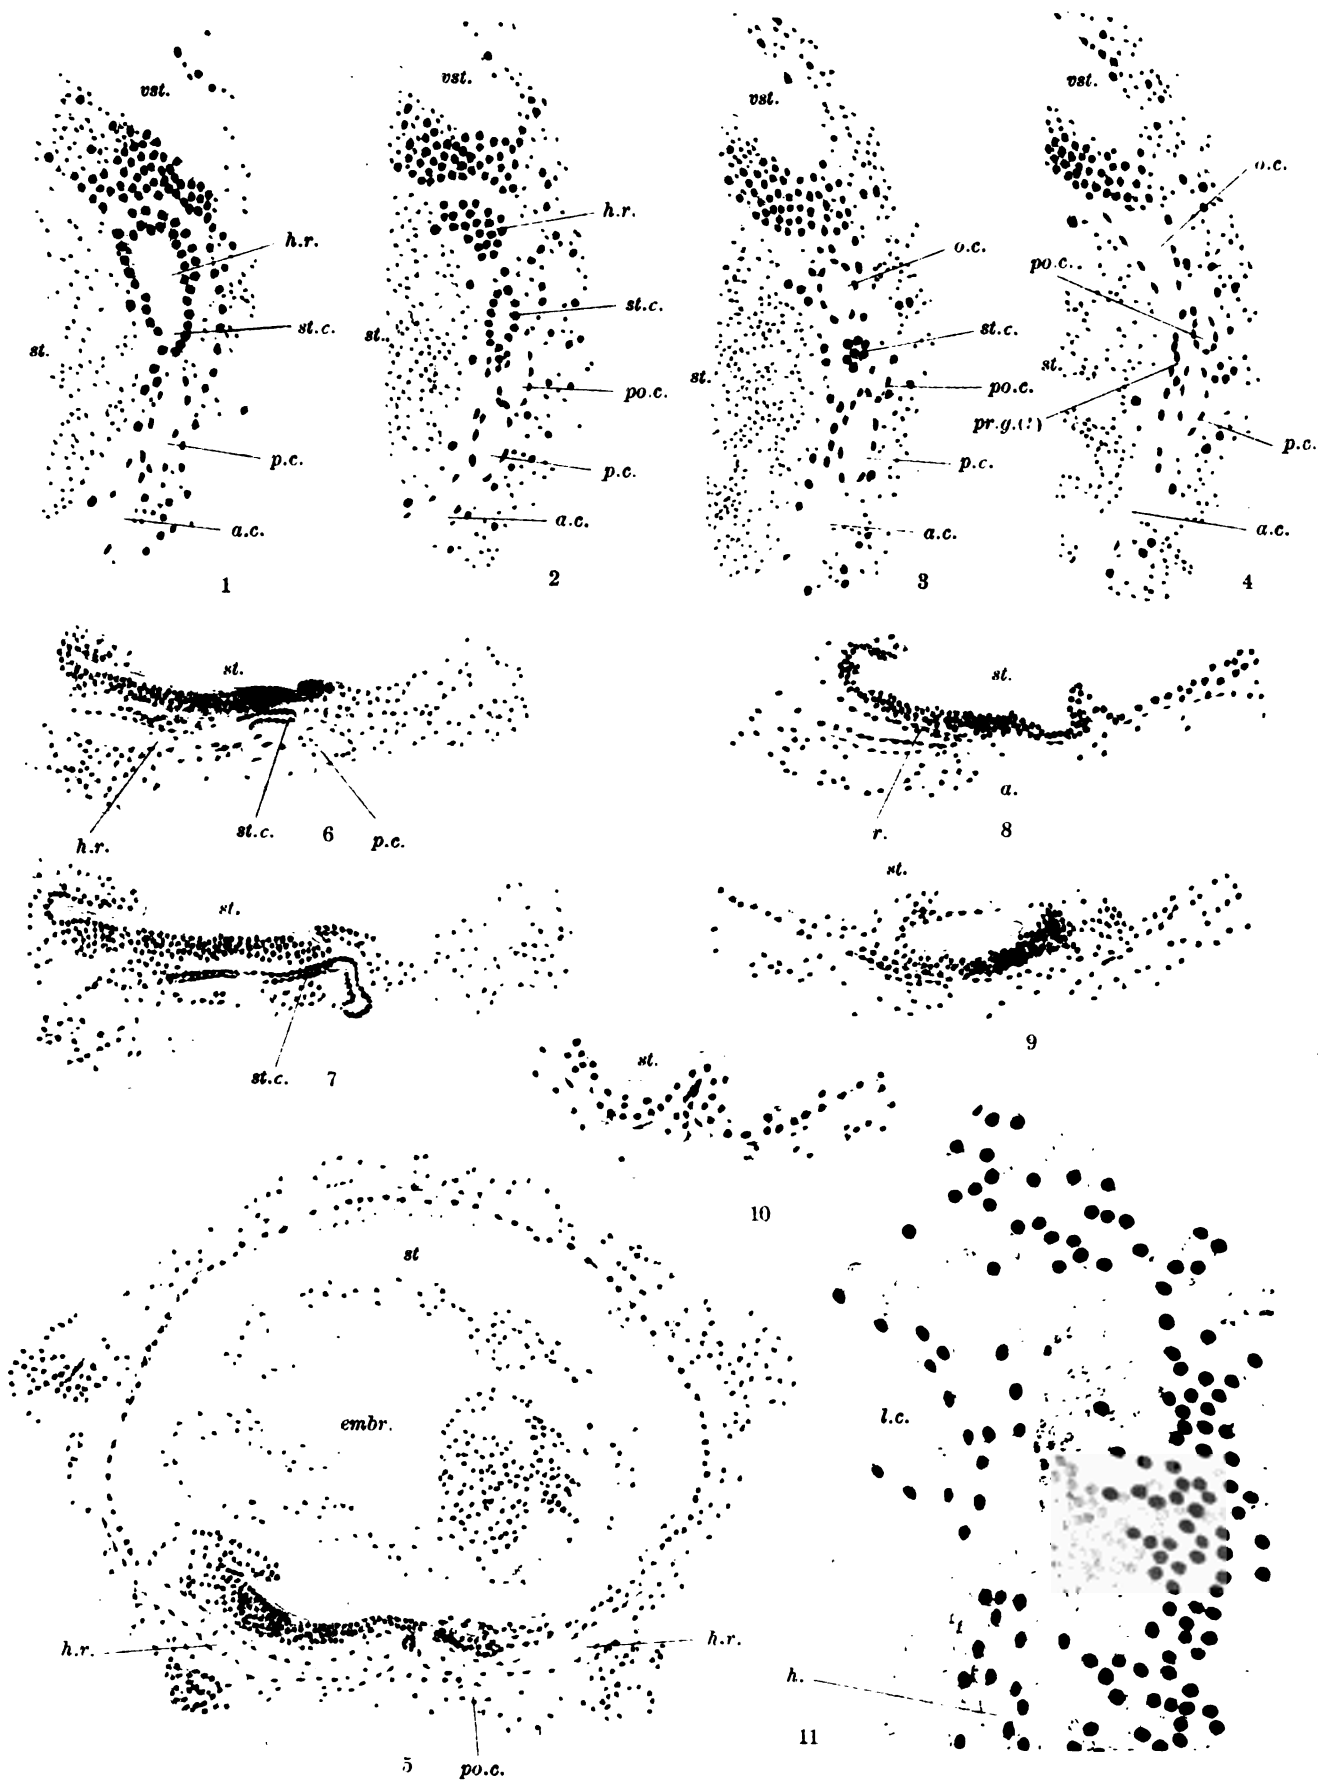 vst.
h.r.
st.c.
st.
p.c.
a.c.
1
vst.
h.r.
st.c.
st.
po.c.
p.c.
a.c.
2
vst.
o.c.
st.c.
st.
po.c.
p.c.
a.c.
3
vst.
o.c.
po.c.
st.
pr.g.(?)
p.c.
a.c.
4
st.
h.r.
st.c.
6
p.c.
st.
a.
r.
8
st.
st.c.
7
st.
9
st.
10
st
embr.
h.r.
h.r.
5
po.c.
l.c.
h.
11